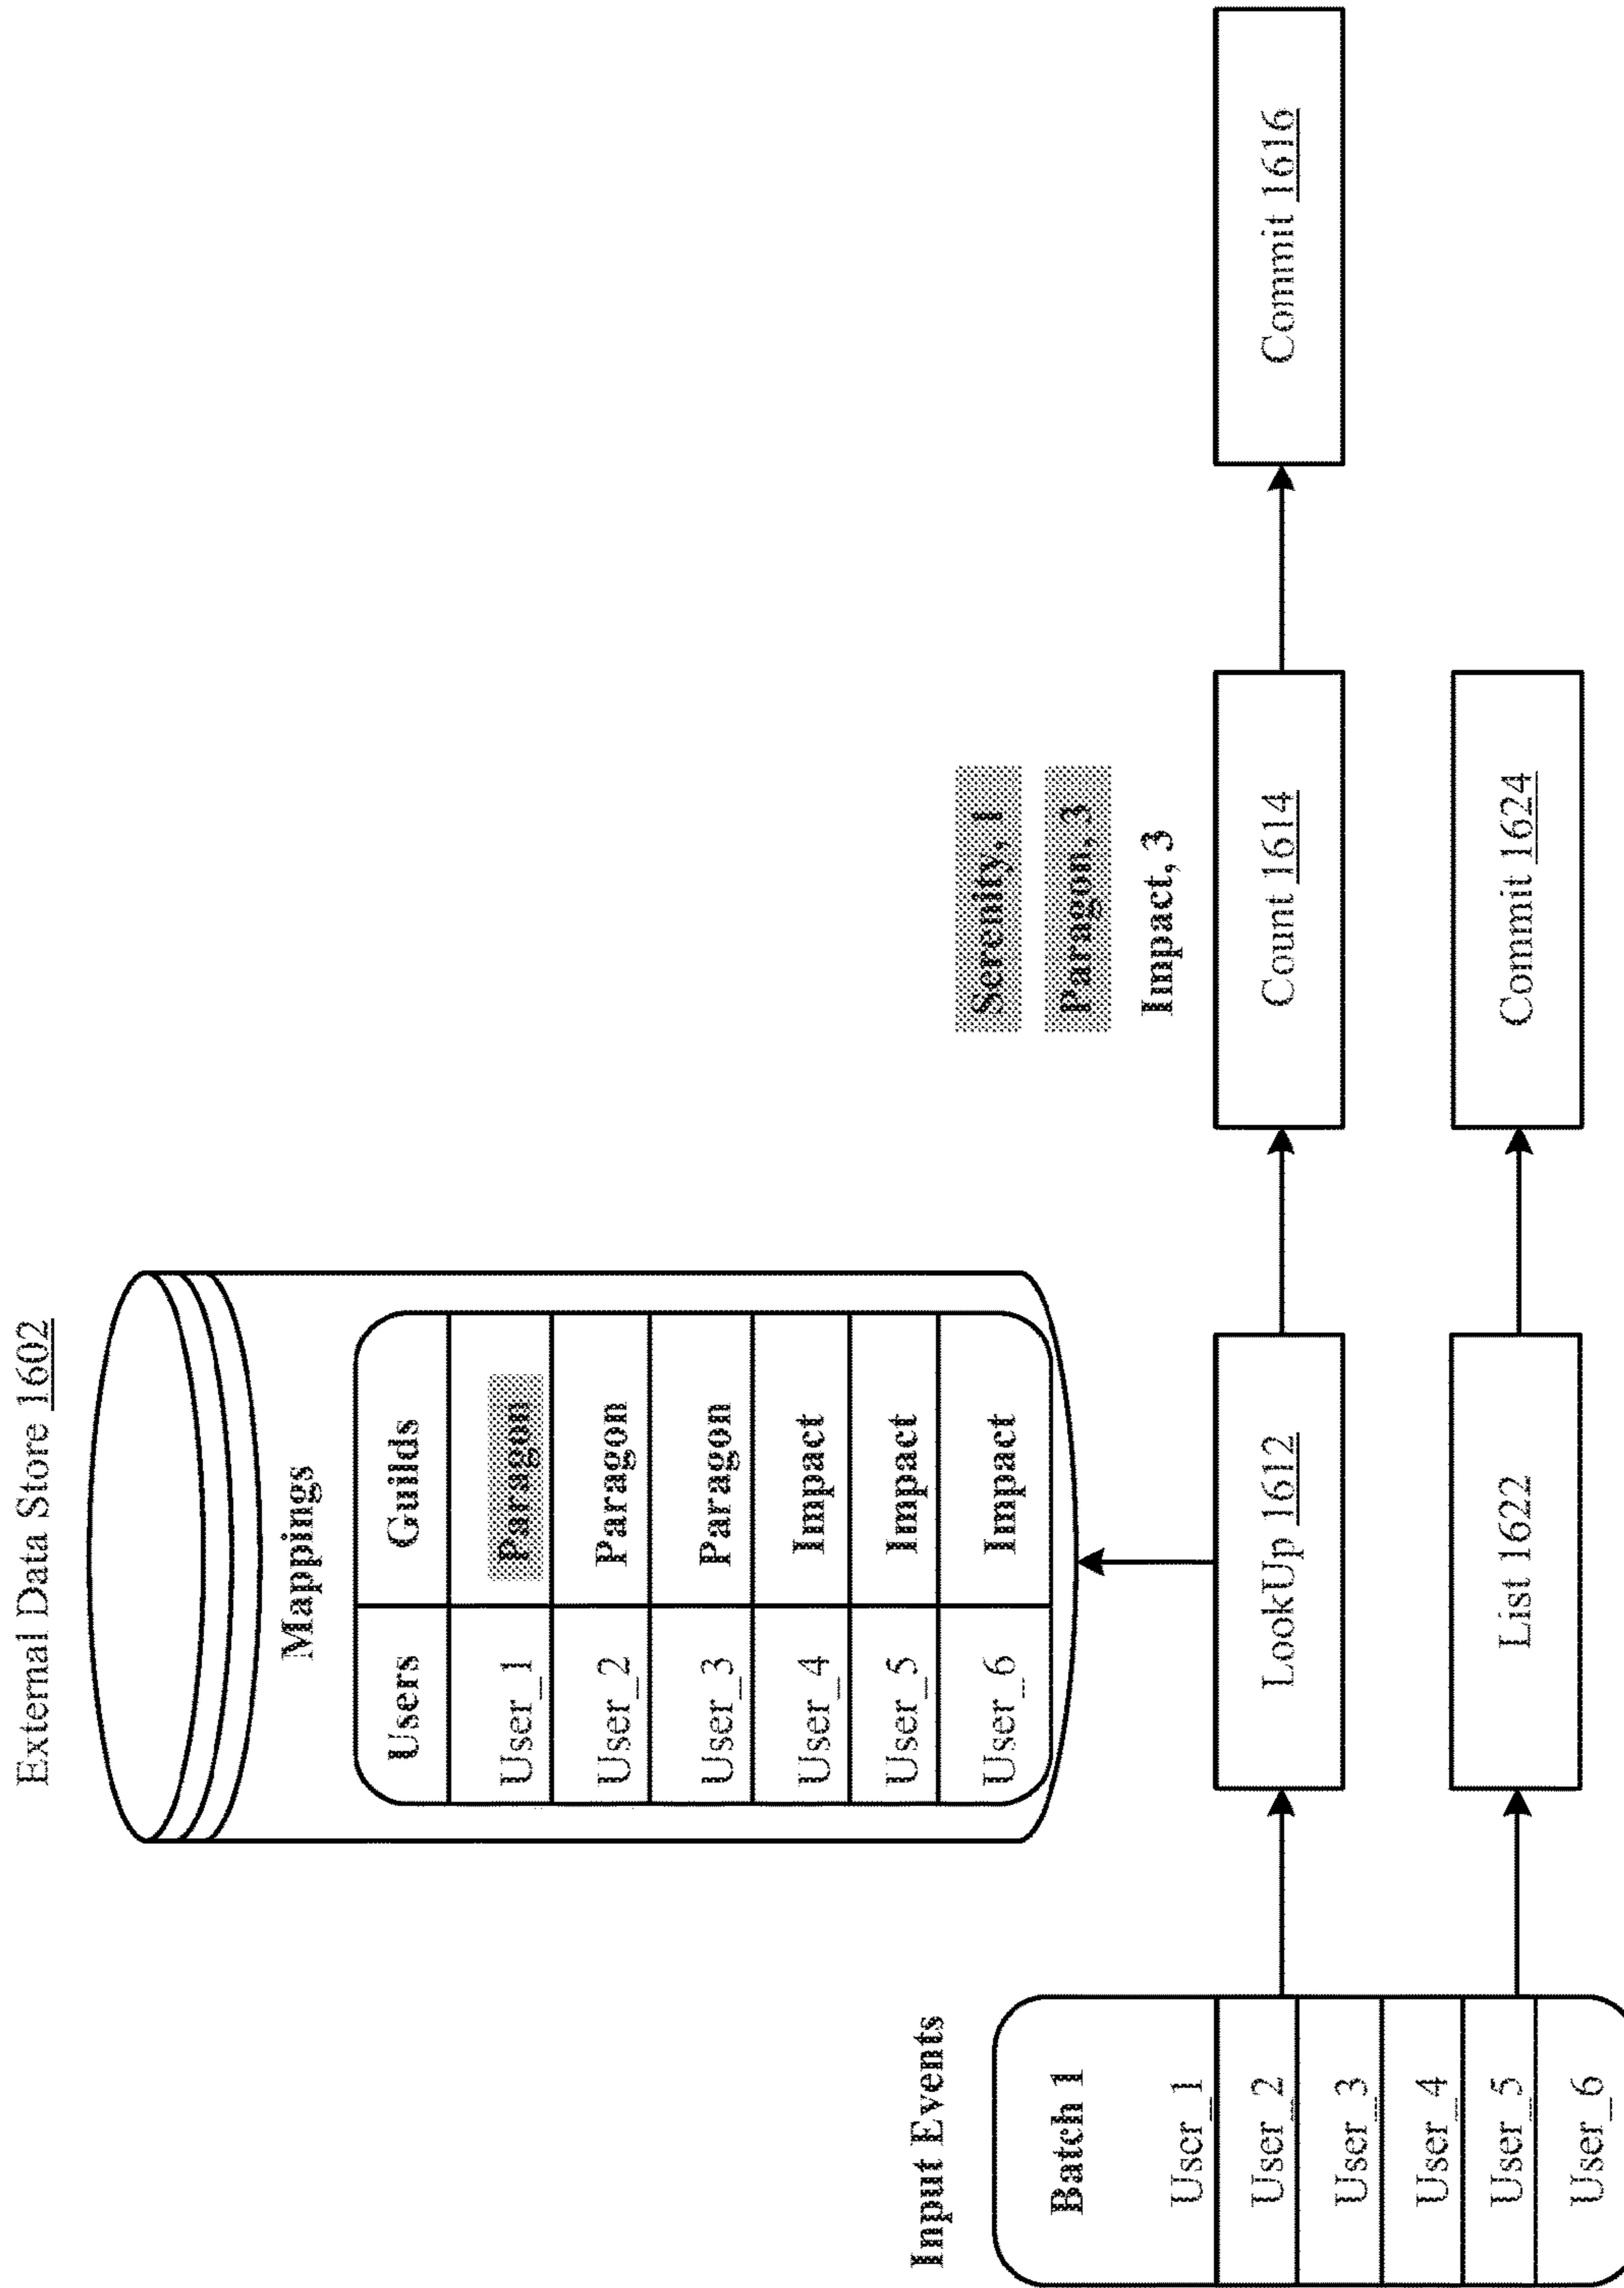 External Data Store 1602
Mappings
Users Guilds
User_1 Paragon
User_2 Paragon
User_3 Paragon
User_4 Impact
User_5 Impact
User_6 Impact
Input Events
Batch 1
User_1
User_2
User_3
User_4
User_5
User_6
Serenity, 1
Paragon, 3
Impact, 3
LookUp 1612
Count 1614
Commit 1616
List 1622
Commit 1624